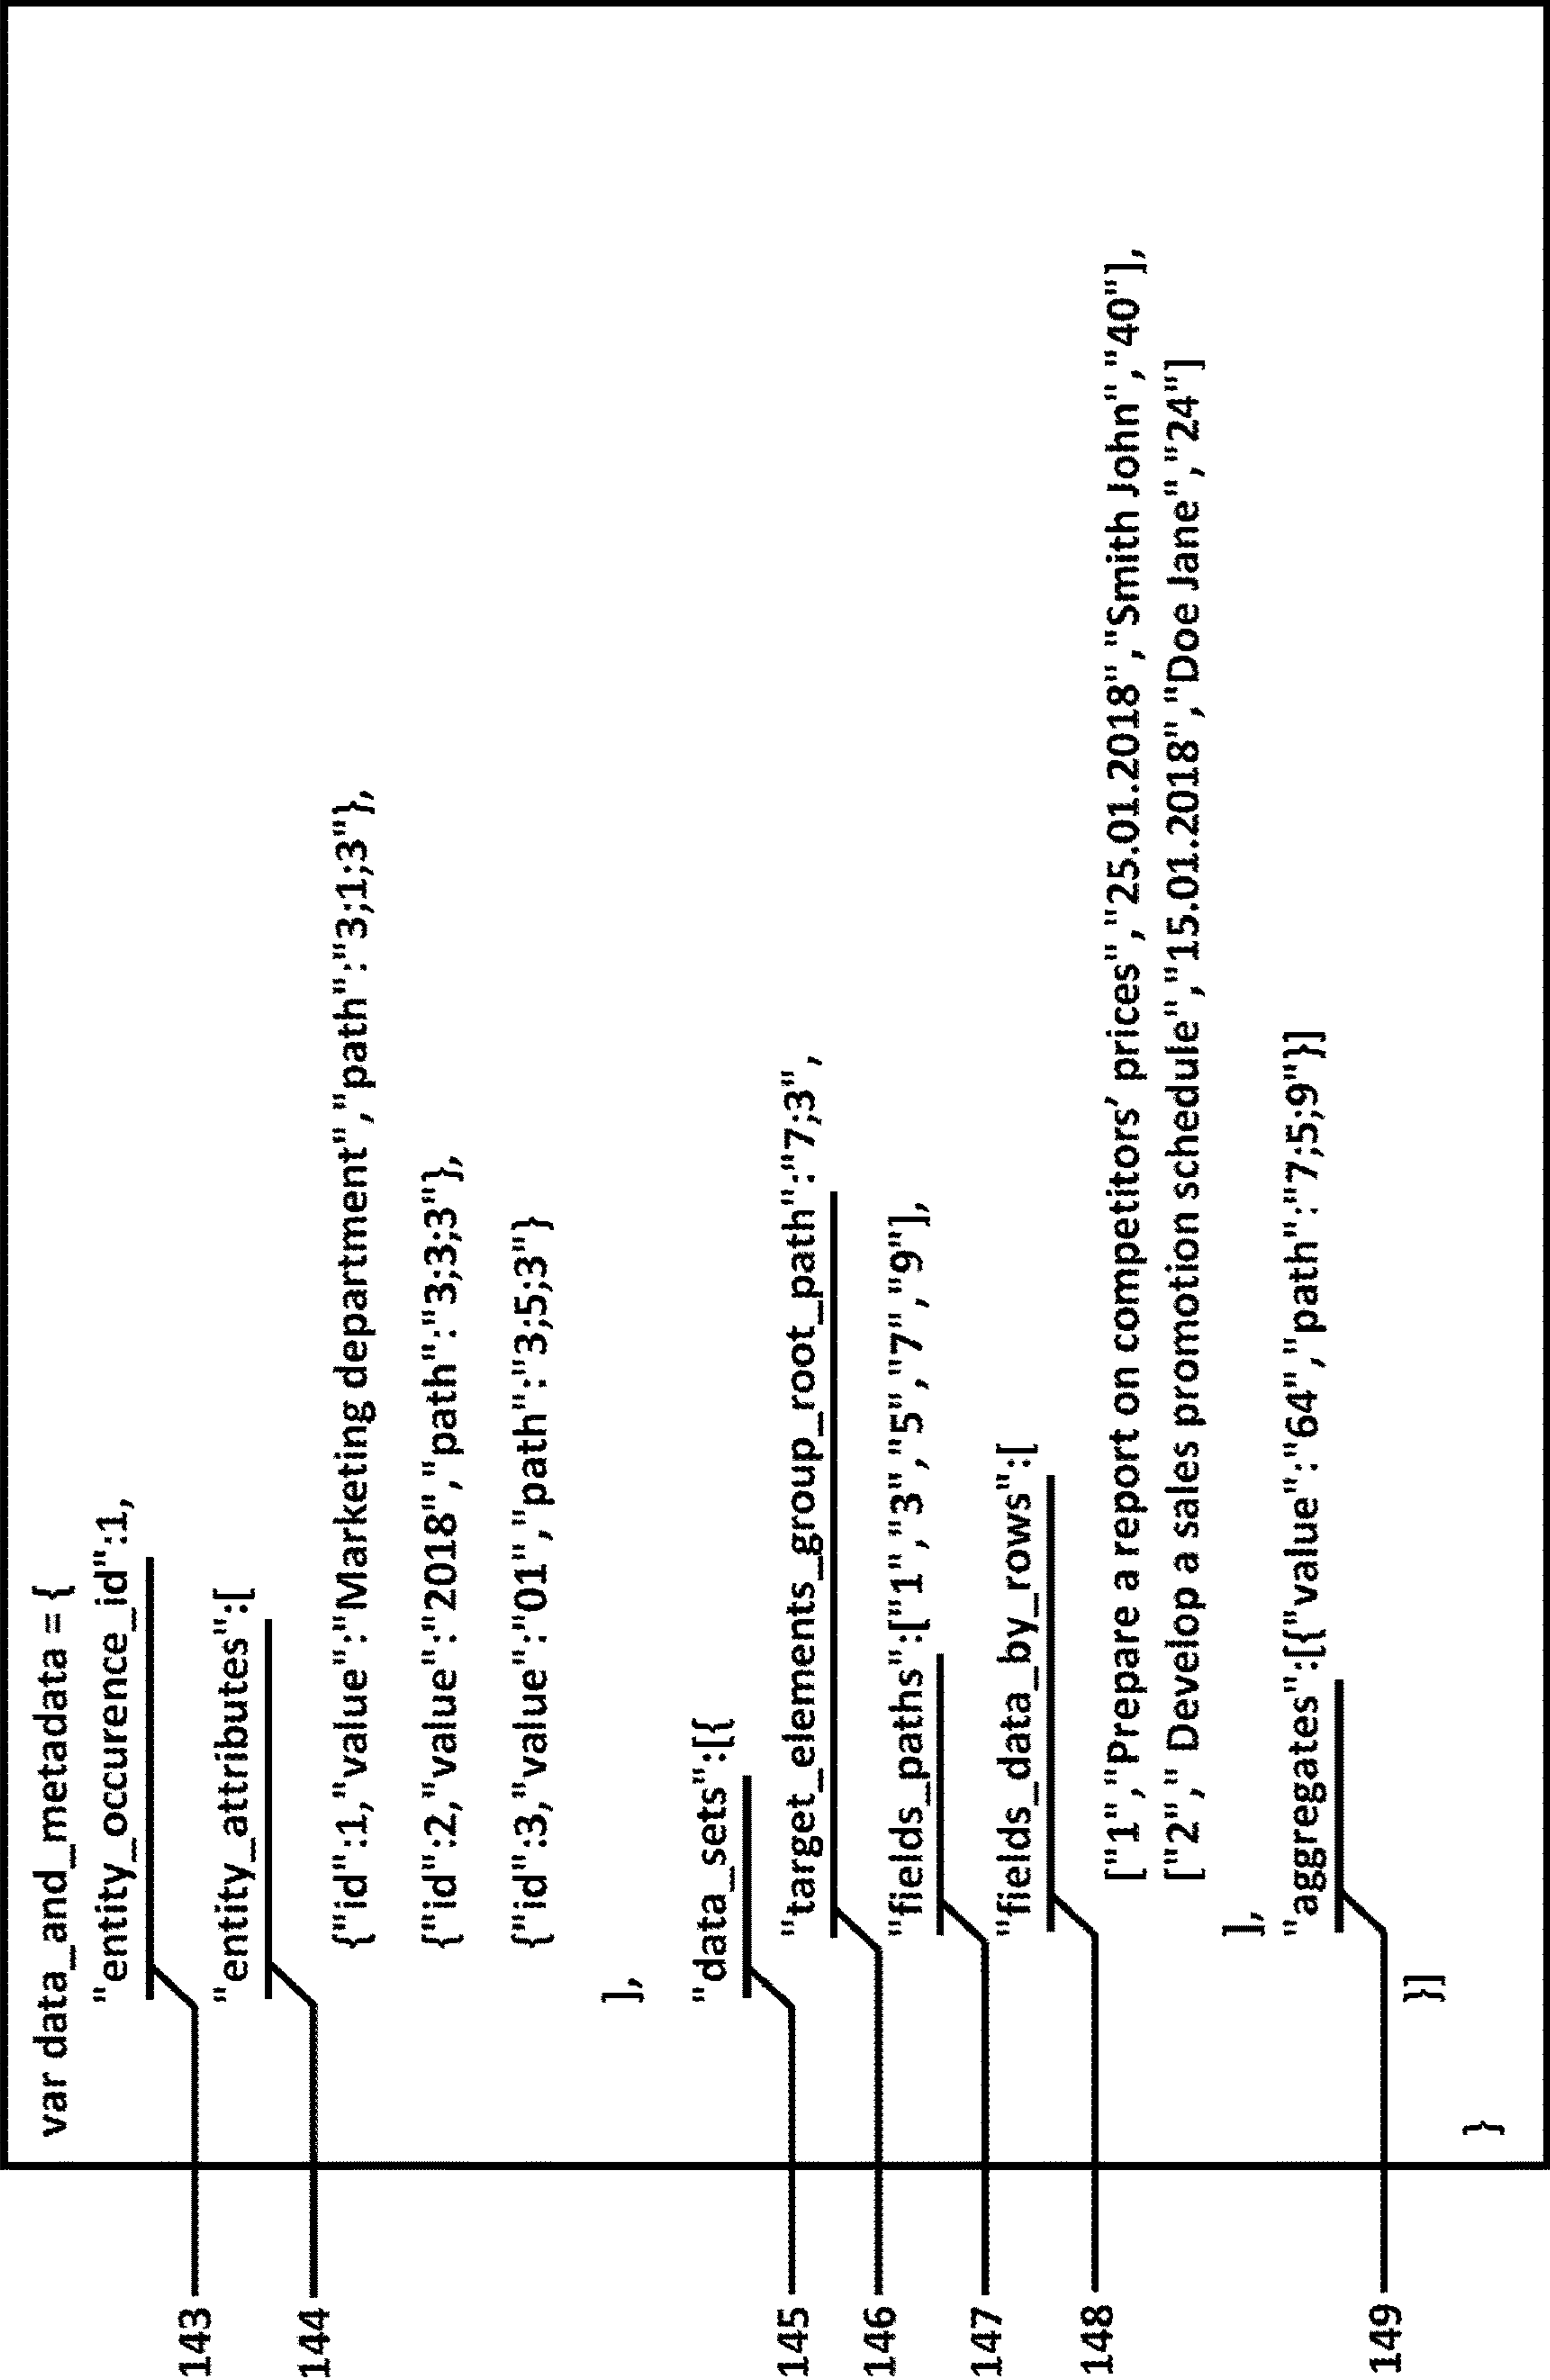 var data_and_metadata = {
143 "entity_occurence_id":1,
144 "entity_attributes":[
{"id":1,"value":"Marketing department","path":"3;1;3"},
{"id":2,"value":"2018","path":"3;3;3"},
{"id":3,"value":"01","path":"3;5;3"}
],
145 "data_sets":[{
146 "target_elements_group_root_path":"7;3",
147 "fields_paths":["1","3","5","7","9"],
148 "fields_data_by_rows":[
["1","Prepare a report on competitors’ prices","25.01.2018","Smith John","40"],
["2"," Develop a sales promotion schedule","15.01.2018","Doe Jane","24"]
],
149 "aggregates":[{"value":"64","path":"7;5;9"}]
}]
}